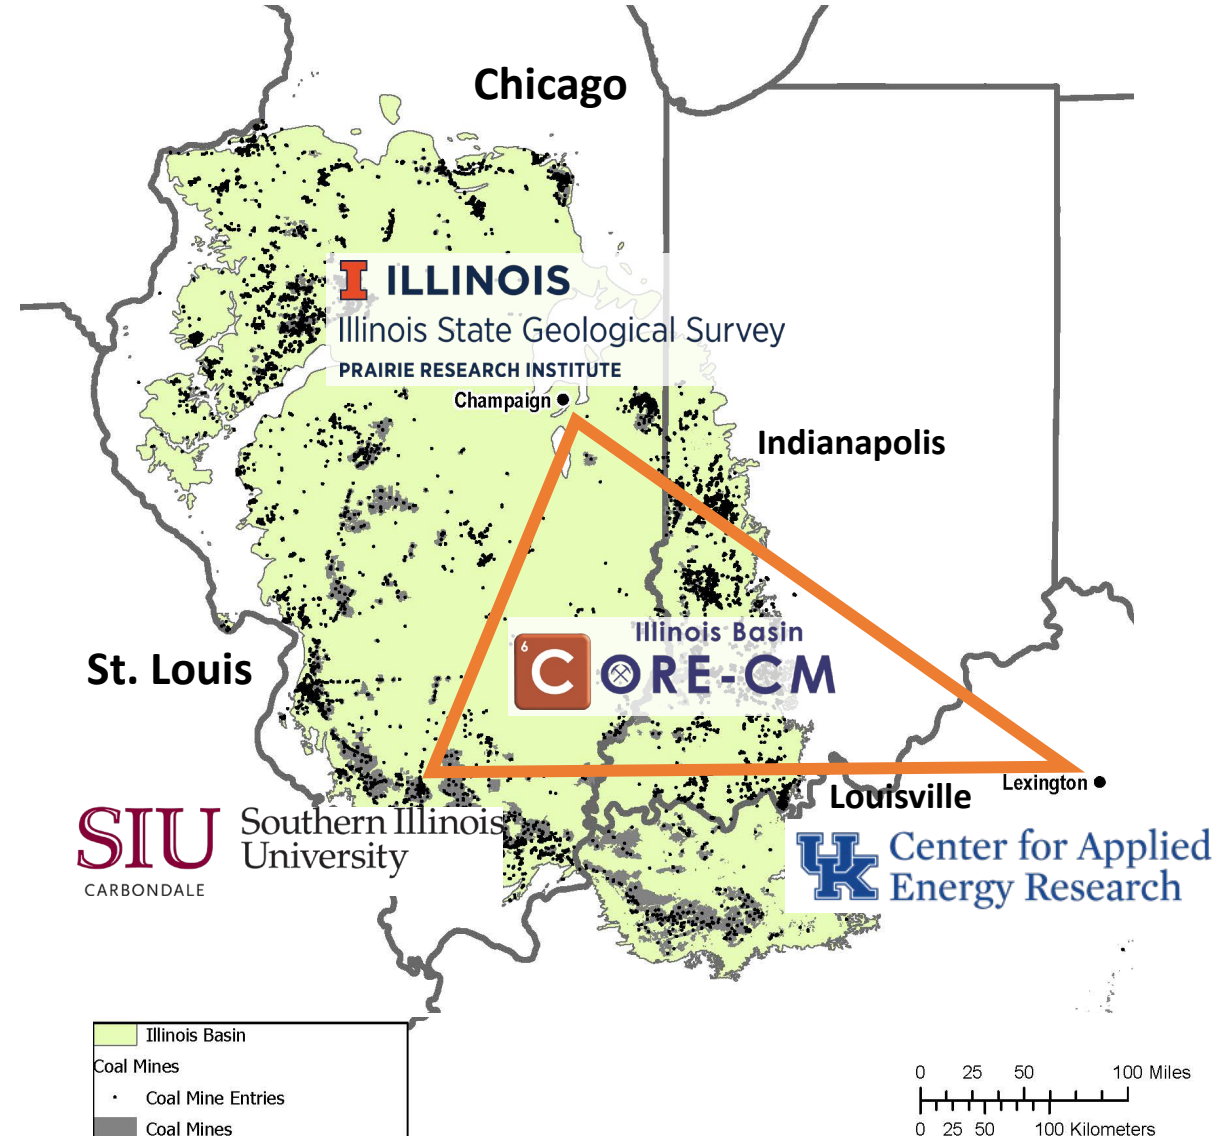 Chicago
ILLINOIS
Illinois State Geological Survey
PRAIRIE RESEARCH INSTITUTE
Champaign
Indianapolis
6
Illinois Basin
CORE-CM
St. Louis
Lexington
Louisville
SIU
CARBONDALE
Southern Illinois
University
UK
Center for Applied
Energy Research
Illinois Basin
Coal Mines
Coal Mine Entries
Coal Mines
0 25 50 100 Miles
0 25 50 100 Kilometers